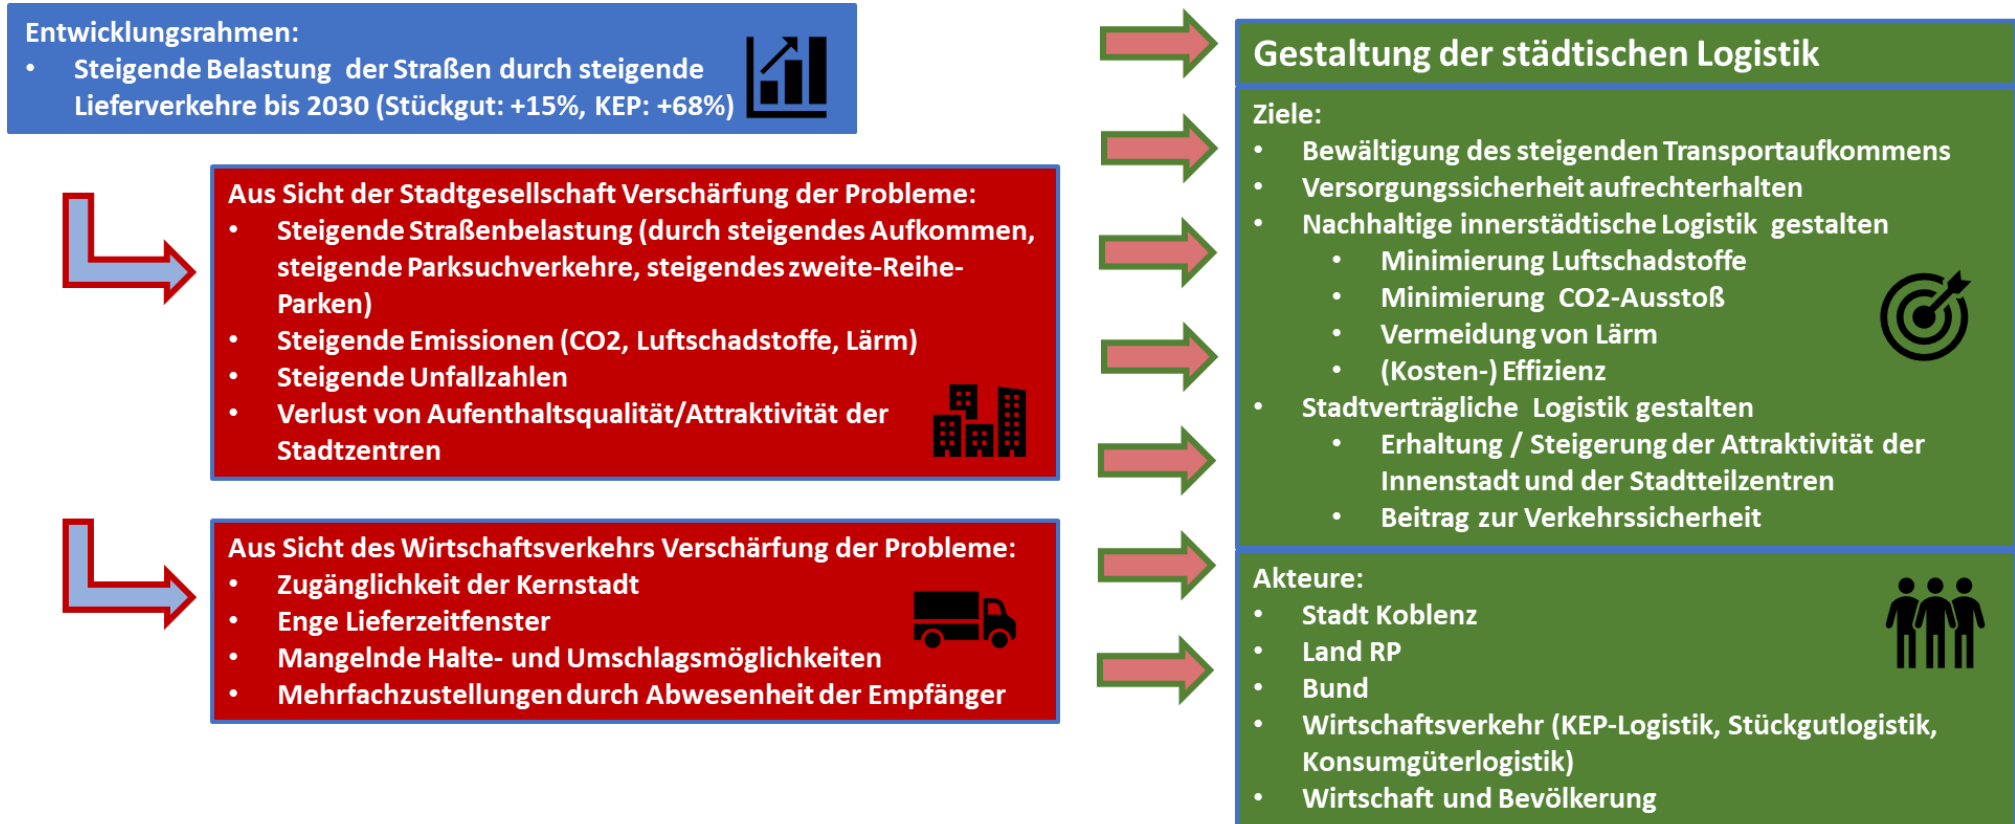 Entwicklungsrahmen:
• Steigende Belastung der Straßen durch steigende
Lieferverkehre bis 2030 (Stückgut: +15%, KEP: +68%)
Aus Sicht der Stadtgesellschaft Verschärfung der Probleme:
• Steigende Straßenbelastung (durch steigendes Aufkommen,
steigende Parksuchverkehre, steigendes zweite-Reihe-
Parken)
• Steigende Emissionen (CO2, Luftschadstoffe, Lärm)
• Steigende Unfallzahlen
• Verlust von Aufenthaltsqualität/Attraktivität der
Stadtzentren
Aus Sicht des Wirtschaftsverkehrs Verschärfung der Probleme:
• Zugänglichkeit der Kernstadt
• Enge Lieferzeitfenster
• Mangelnde Halte- und Umschlagsmöglichkeiten
• Mehrfachzustellungen durch Abwesenheit der Empfänger
Gestaltung der städtischen Logistik
Ziele:
• Bewältigung des steigenden Transportaufkommens
• Versorgungssicherheit aufrechterhalten
• Nachhaltige innerstädtische Logistik gestalten
• Minimierung Luftschadstoffe
• Minimierung CO2-Ausstoß
• Vermeidung von Lärm
• (Kosten-) Effizienz
• Stadtverträgliche Logistik gestalten
• Erhaltung / Steigerung der Attraktivität der
Innenstadt und der Stadtteilzentren
• Beitrag zur Verkehrssicherheit
Akteure:
• Stadt Koblenz
• Land RP
• Bund
• Wirtschaftsverkehr (KEP-Logistik, Stückgutlogistik,
Konsumgüterlogistik)
• Wirtschaft und Bevölkerung